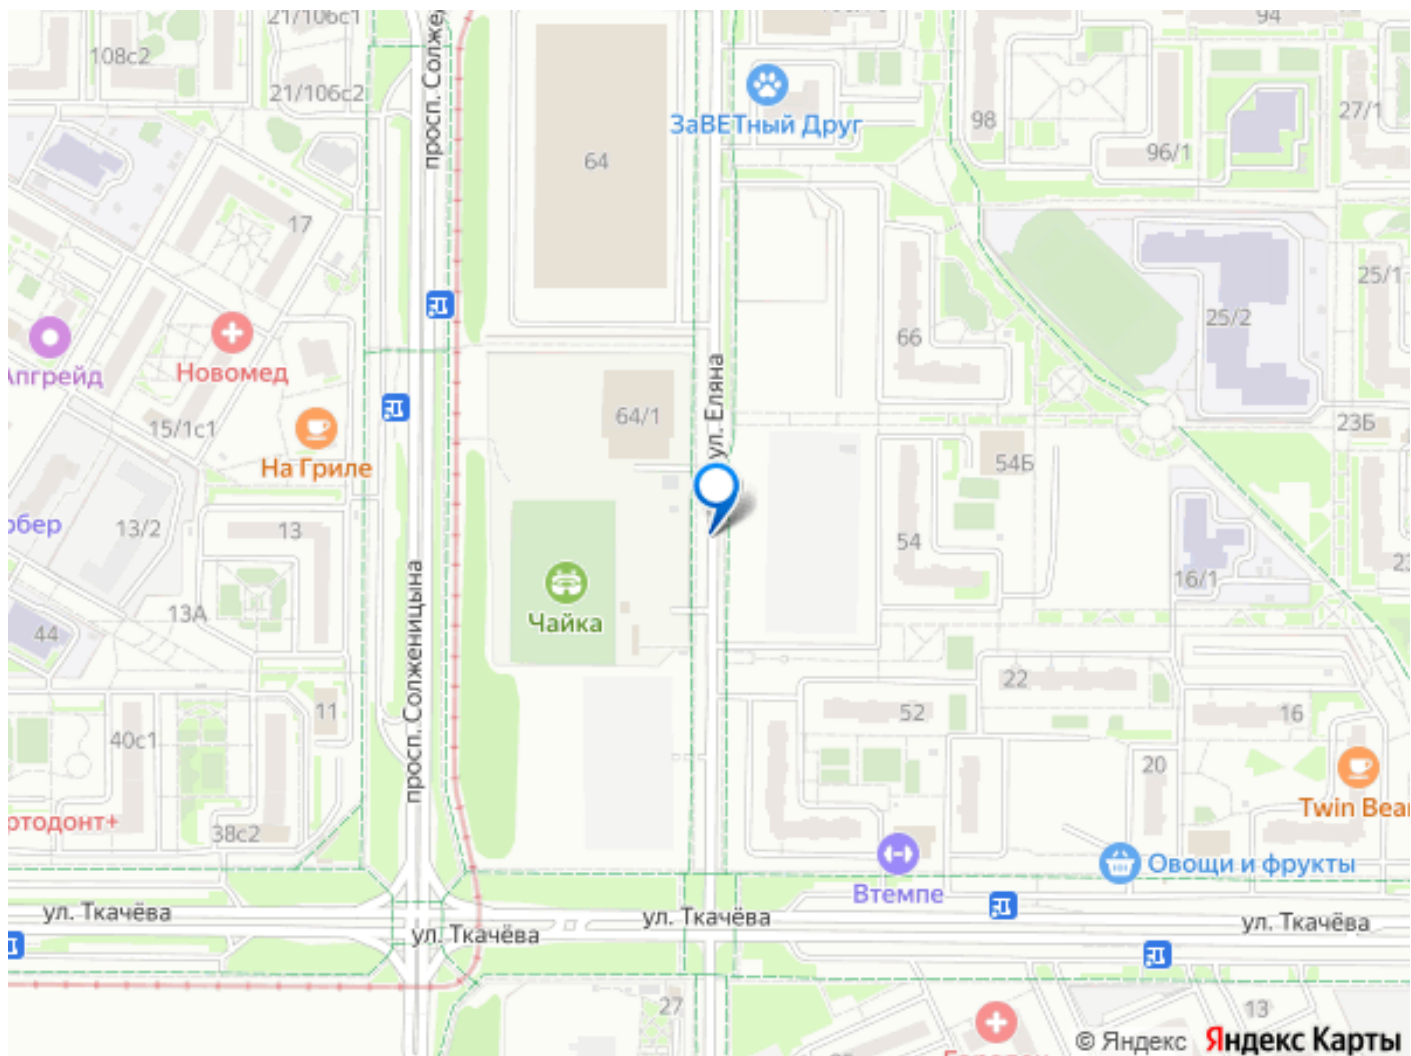 21/106с1
94
108с2
просп. Солже
21/106с2
ЗаВЕТный Друг
98
27/1
64
96/1
17
25/1
25/2
66
Новомед
Апгрейд
ул. Еляна
64/1
15/1с1
23Б
На Гриле
54Б
13/2
13
54
16/1
просп. Солженицына
13А
Чайка
44
22
11
52
16
40с1
20
Twin Bea
38с2
Овощи и фрукты
Втемпе
ул. Ткачёва
ул. Ткачёва
ул. Ткачёва
ул. Ткачёва
27
13
© Яндекс Яндекс Карты